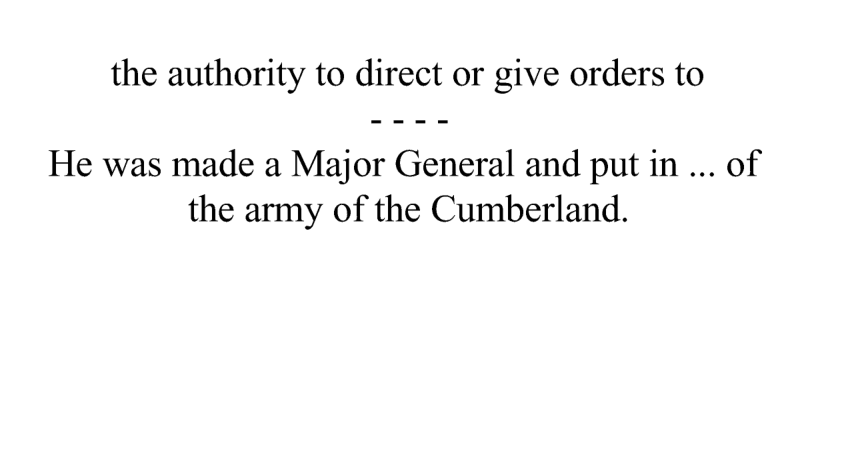 the authority to direct or give orders to
- - - -
He was made a Major General and put in ... of
the army of the Cumberland.